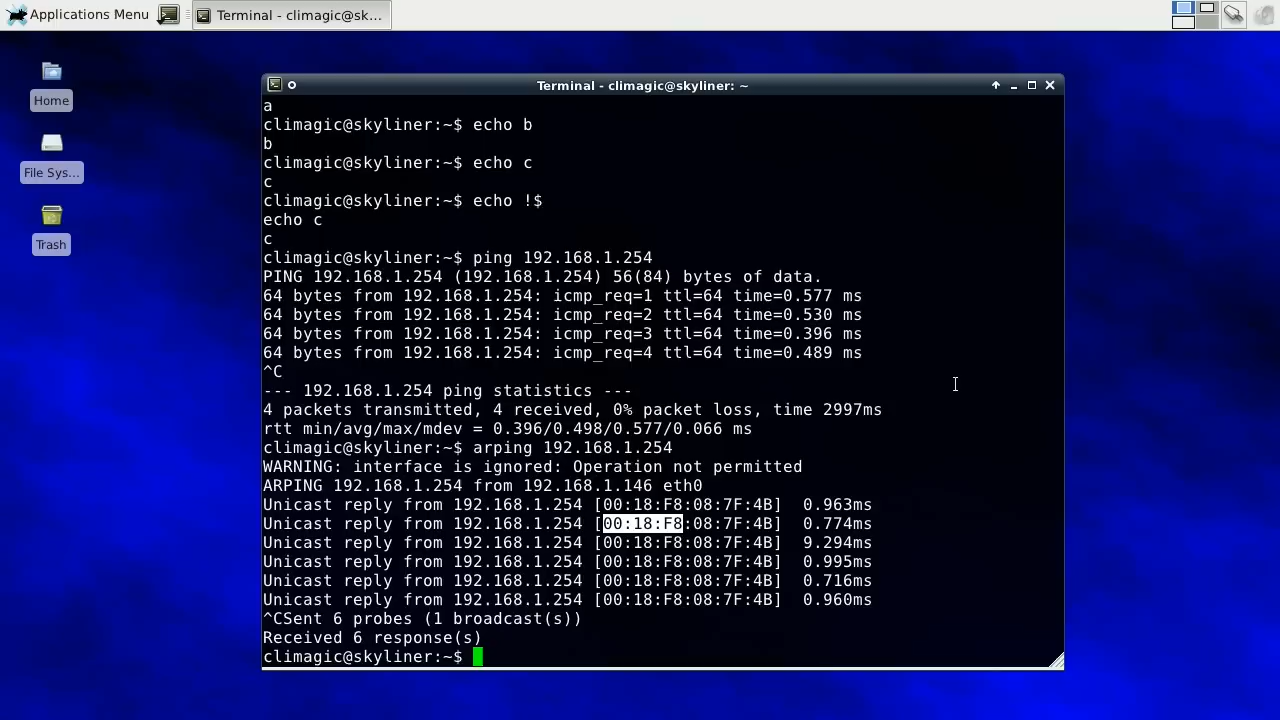 Applications Menu
Terminal - climagic@sk...
Home
File Sys...
Trash
Terminal - climagic@skyliner: ~
a
climagic@skyliner:~$ echo b
b
climagic@skyliner:~$ echo c
c
climagic@skyliner:~$ echo !$
echo c
c
climagic@skyliner:~$ ping 192.168.1.254
PING 192.168.1.254 (192.168.1.254) 56(84) bytes of data.
64 bytes from 192.168.1.254: icmp_req=1 ttl=64 time=0.577 ms
64 bytes from 192.168.1.254: icmp_req=2 ttl=64 time=0.530 ms
64 bytes from 192.168.1.254: icmp_req=3 ttl=64 time=0.396 ms
64 bytes from 192.168.1.254: icmp_req=4 ttl=64 time=0.489 ms
^C
--- 192.168.1.254 ping statistics ---
4 packets transmitted, 4 received, 0% packet loss, time 2997ms
rtt min/avg/max/mdev = 0.396/0.498/0.577/0.066 ms
climagic@skyliner:~$ arping 192.168.1.254
WARNING: interface is ignored: Operation not permitted
ARPING 192.168.1.254 from 192.168.1.146 eth0
Unicast reply from 192.168.1.254 [00:18:F8:08:7F:4B]  0.963ms
Unicast reply from 192.168.1.254 [00:18:F8:08:7F:4B]  0.774ms
Unicast reply from 192.168.1.254 [00:18:F8:08:7F:4B]  9.294ms
Unicast reply from 192.168.1.254 [00:18:F8:08:7F:4B]  0.995ms
Unicast reply from 192.168.1.254 [00:18:F8:08:7F:4B]  0.716ms
Unicast reply from 192.168.1.254 [00:18:F8:08:7F:4B]  0.960ms
^CSent 6 probes (1 broadcast(s))
Received 6 response(s)
climagic@skyliner:~$